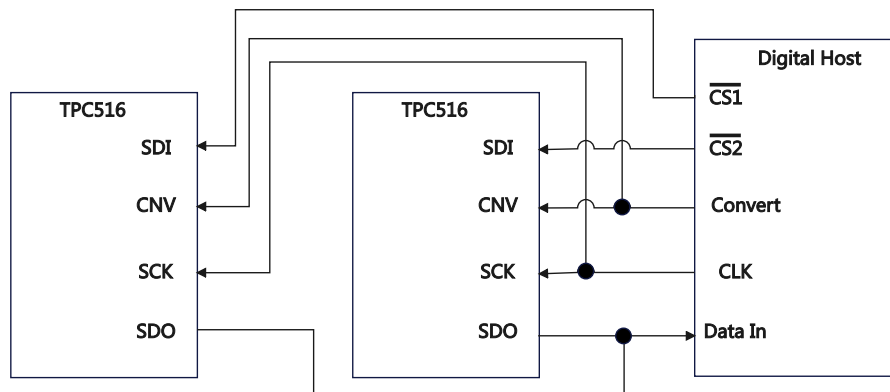 Digital Host
TPC516
TPC516
CS1
SDI
SDI
CS2
CNV
CNV
Convert
SCK
SCK
CLK
SDO
SDO
Data In